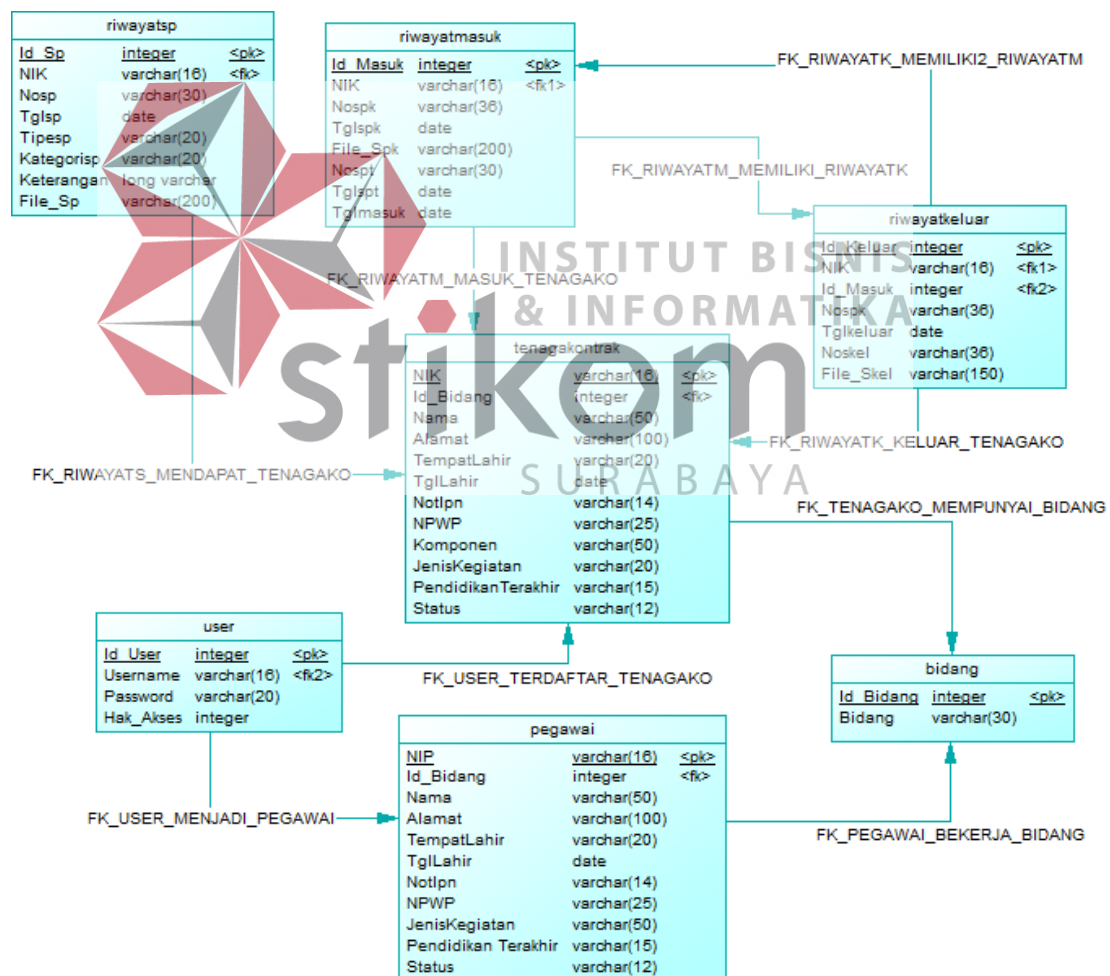 riwayatsp
Id_Sp integer <pk>
NIK varchar(16) <fk>
Nosp varchar(30)
Tglsp date
Tipesp varchar(20)
Kategorisp varchar(20)
Keterangan long varchar
File_Sp varchar(200)
riwayatmasuk
Id_Masuk integer <pk>
NIK varchar(16) <fk1>
Nospk varchar(36)
Tglspk date
File_Spk varchar(200)
Nospt varchar(30)
Tglspt date
Tglmasuk date
FK_RIWAYATK_MEMILIKI2_RIWAYATM
FK_RIWAYATM_MEMILIKI_RIWAYATK
riwayatkeluar
Id_Keluar integer <pk>
NIK varchar(16) <fk1>
Id_Masuk integer <fk2>
Nospk varchar(36)
Tglkeluar date
Noskel varchar(36)
File_Skel varchar(150)
INSTITUT BISNIS
& INFORMATIKA
stikom
SURABAYA
FK_RIWAYATM_MASUK_TENAGAKO
tenagakontrak
NIK varchar(16) <pk>
Id_Bidang integer <fk>
Nama varchar(50)
Alamat varchar(100)
TempatLahir varchar(20)
TglLahir date
Notlpn varchar(14)
NPWP varchar(25)
Komponen varchar(50)
JenisKegiatan varchar(20)
PendidikanTerakhir varchar(15)
Status varchar(12)
FK_RIWAYATK_KELUAR_TENAGAKO
FK_RIWAYATS_MENDAPAT_TENAGAKO
FK_TENAGAKO_MEMPUNYAI_BIDANG
user
Id_User integer <pk>
Username varchar(16) <fk2>
Password varchar(20)
Hak_Akses integer
FK_USER_TERDAFTAR_TENAGAKO
bidang
Id_Bidang integer <pk>
Bidang varchar(30)
FK_USER_MENJADI_PEGAWAI
pegawai
NIP varchar(16) <pk>
Id_Bidang integer <fk>
Nama varchar(50)
Alamat varchar(100)
TempatLahir varchar(20)
TglLahir date
Notlpn varchar(14)
NPWP varchar(25)
JenisKegiatan varchar(50)
Pendidikan Terakhir varchar(15)
Status varchar(12)
FK_PEGAWAI_BEKERJA_BIDANG